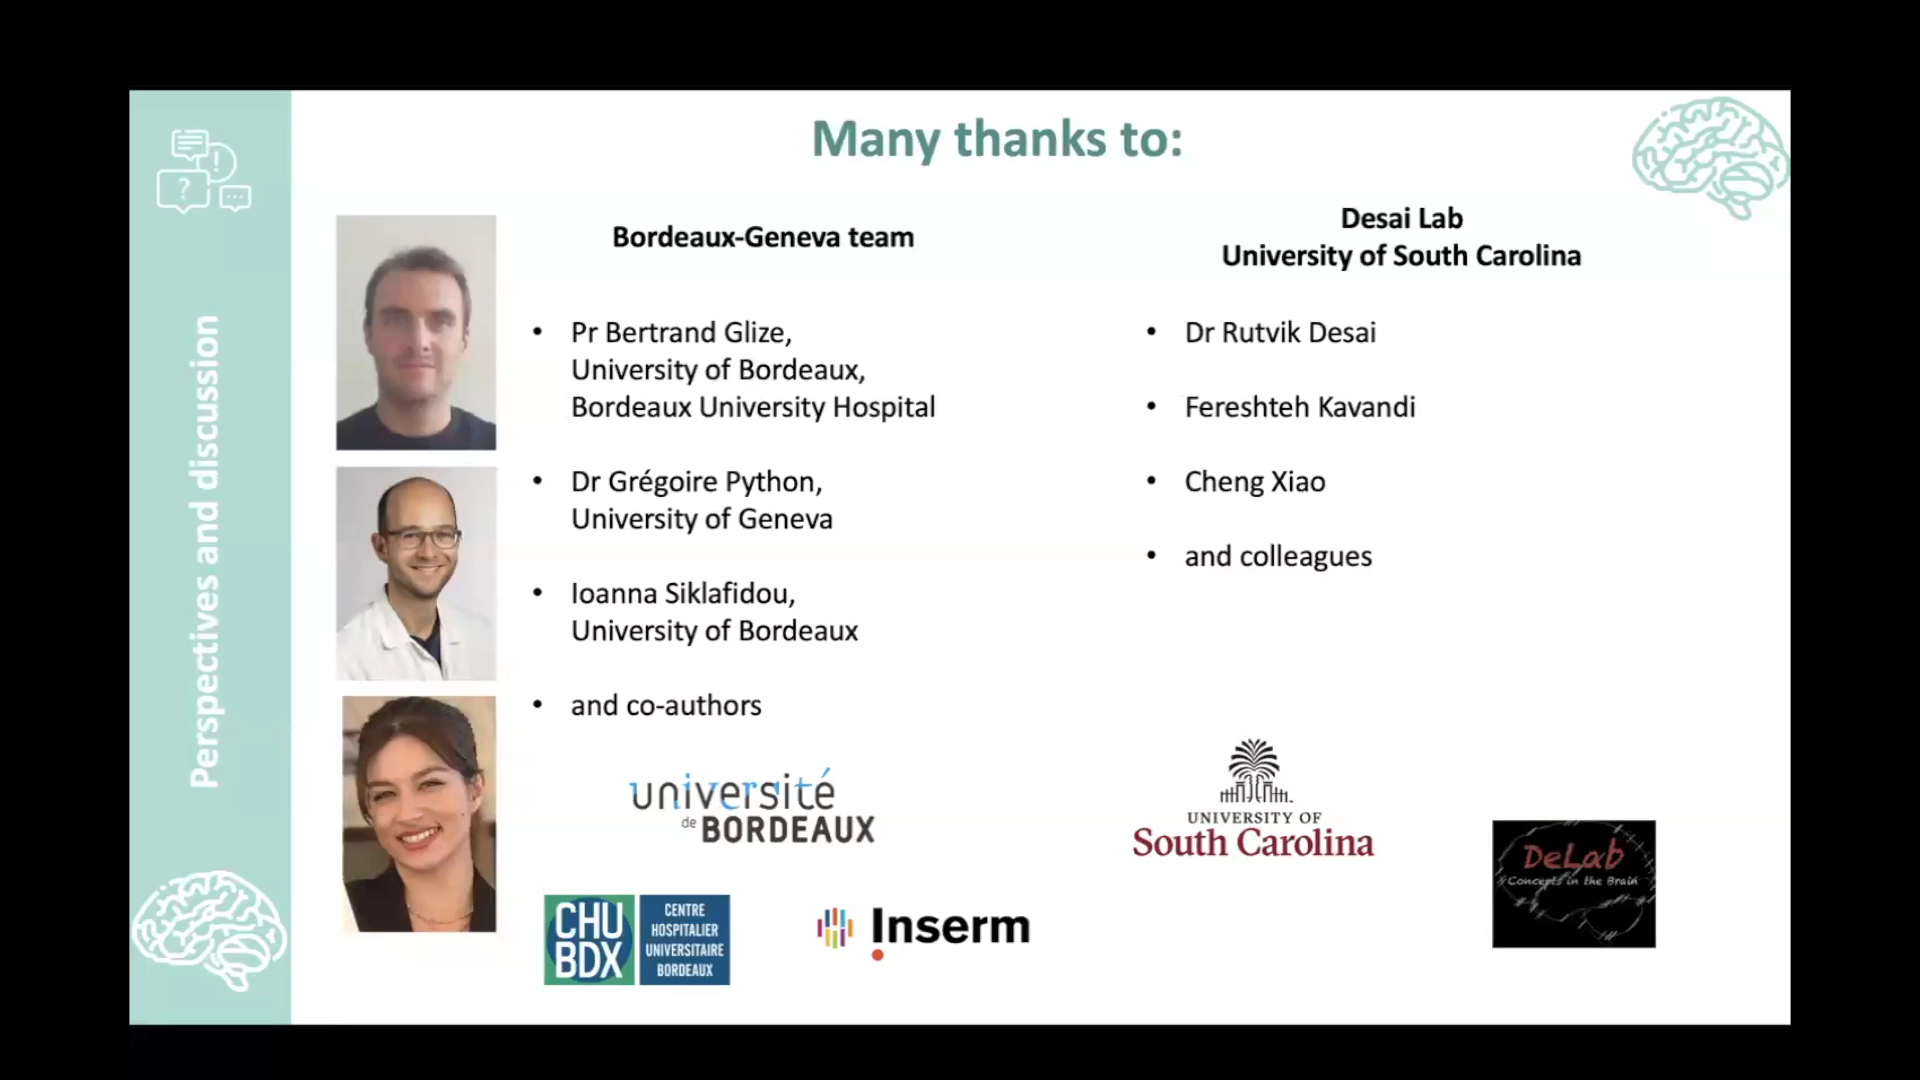 Many thanks to:
Perspectives and discussion
Bordeaux-Geneva team
• Pr Bertrand Glize,
University of Bordeaux,
Bordeaux University Hospital
• Dr Grégoire Python,
University of Geneva
• Ioanna Siklafidou,
University of Bordeaux
• and co-authors
Desai Lab
University of South Carolina
• Dr Rutvik Desai
• Fereshteh Kavandi
• Cheng Xiao
• and colleagues
université
de BORDEAUX
CHU
BDX
CENTRE
HOSPITALIER
UNIVERSITAIRE
BORDEAUX
Inserm
UNIVERSITY OF
South Carolina
DeLab
Concepts in the Brain
?
!
...